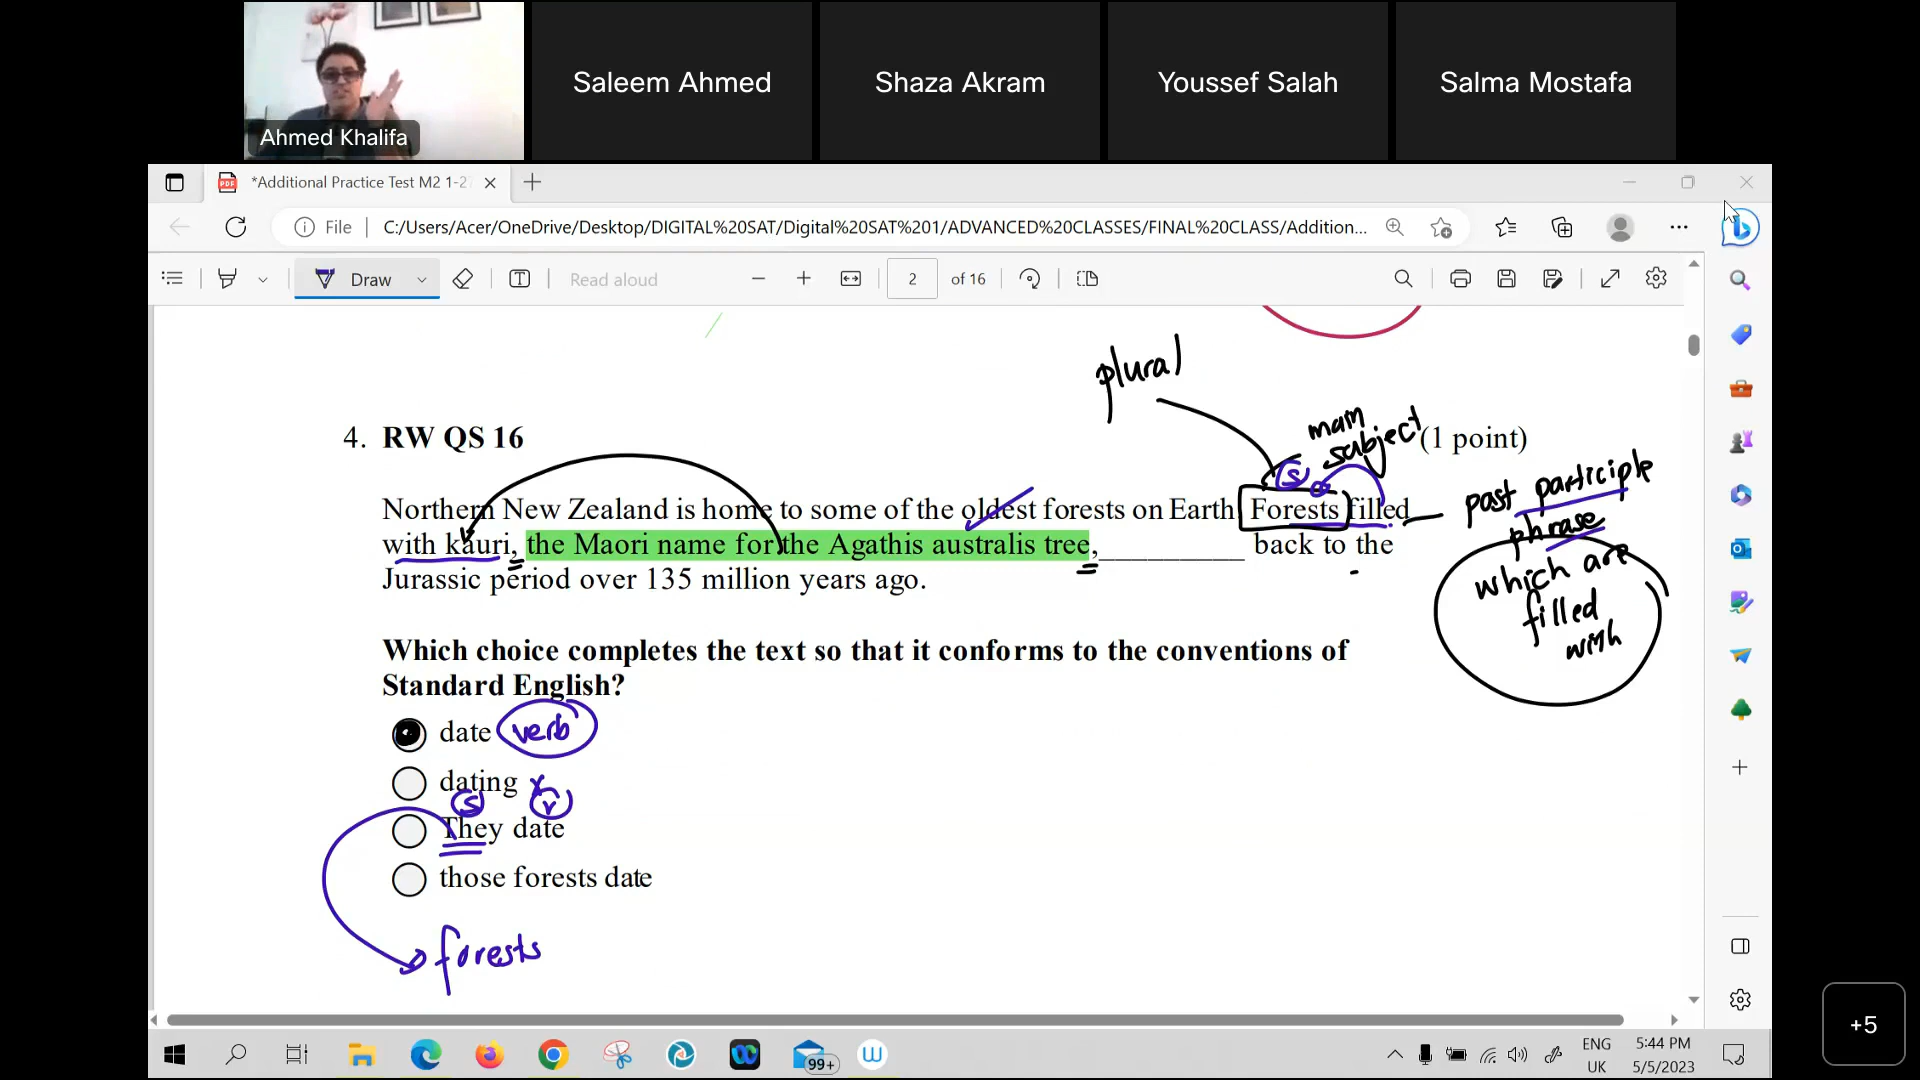 Saleem Ahmed
Shaza Akram
Youssef Salah
Salma Mostafa
Ahmed Khalifa
*Additional Practice Test M2 1-27
File
C:/Users/Acer/OneDrive/Desktop/DIGITAL%20SAT/Digital%20SAT%201/ADVANCED%20CLASSES/FINAL%20CLASS/Addition...
Draw
Read aloud
2
of 16
plural
main
subject
4. RW QS 16
(1 point)
S
past participle
phrase
which are
filled
with
Northern New Zealand is home to some of the oldest forests on Earth. Forests filled
with kauri, the Maori name for the Agathis australis tree,__________ back to the
Jurassic period over 135 million years ago.
Which choice completes the text so that it conforms to the conventions of
Standard English?
date verb
dating x
S V
They date
those forests date
forests
+5
99+
ENG
UK
5:44 PM
5/5/2023